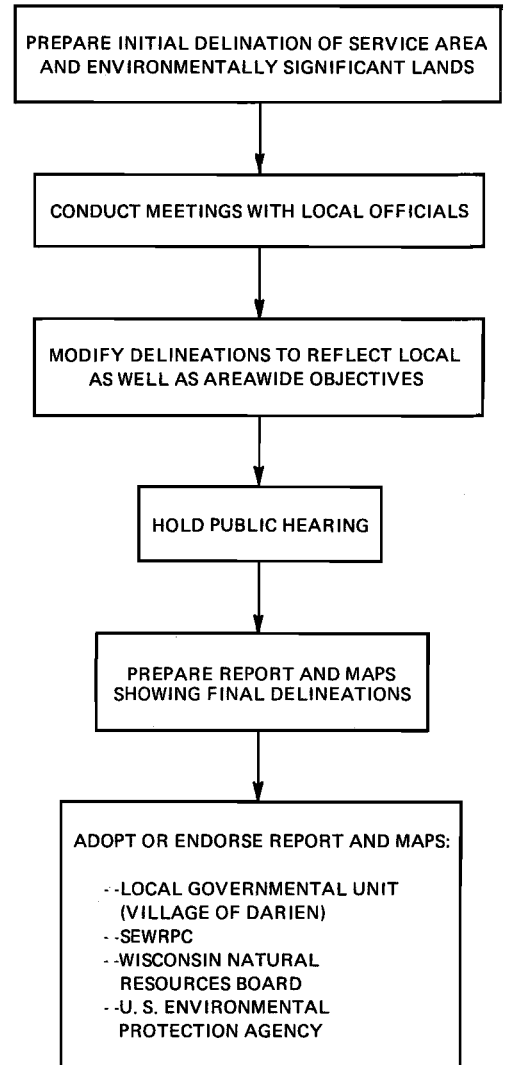 PREPARE INITIAL DELINATION OF SERVICE AREA
AND ENVIRONMENTALLY SIGNIFICANT LANDS
CONDUCT MEETINGS WITH LOCAL OFFICIALS
MODIFY DELINEATIONS TO REFLECT LOCAL
AS WELL AS AREAWIDE OBJECTIVES
HOLD PUBLIC HEARING
PREPARE REPORT AND MAPS
SHOWING FINAL DELINEATIONS
ADOPT OR ENDORSE REPORT AND MAPS:
--LOCAL GOVERNMENTAL UNIT
(VILLAGE OF DARIEN)
--SEWRPC
--WISCONSIN NATURAL
RESOURCES BOARD
--U. S. ENVIRONMENTAL
PROTECTION AGENCY